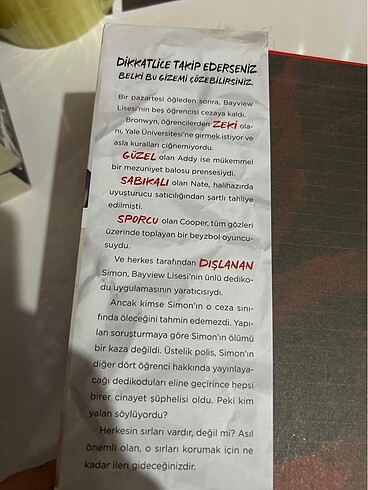 DİKKATLİCE TAKİP EDERSENİZ
BELKİ BU GİZEMİ ÇÖZEBİLİRSİNİZ.
Bir pazartesi öğleden sonra, Bayview
Lisesi'nin beş öğrencisi cezaya kaldı.
Bronwyn, öğrencilerden ZEKİ ola-
nı, Yale Üniversitesi'ne girmek istiyor ve
asla kuralları çiğnemiyordu.
GÜZEL olan Addy ise mükemmel
bir mezuniyet balosu prensesiydi.
SABIKALI olan Nate, halihazırda
uyuşturucu satıcılığından şartlı tahliye
edilmişti.
SPORCU olan Cooper, tüm gözleri
üzerinde toplayan bir beyzbol oyuncu-
suydu.
Ve herkes tarafından DIŞLANAN
Simon, Bayview Lisesi'nin ünlü dediko-
du uygulamasının yaratıcısıydı.
Ancak kimse Simon'ın o ceza sını-
fında öleceğini tahmin edemezdi. Yapı-
lan soruşturmaya göre Simon'ın ölümü
bir kaza değildi. Üstelik polis, Simon'ın
diğer dört öğrenci hakkında yayınlaya-
cağı dedikoduları eline geçirince hepsi
birer cinayet şüphelisi oldu. Peki kim
yalan söylüyordu?
Herkesin sırları vardır, değil mi? Asıl
önemli olan, o sırları korumak için ne
kadar ileri gideceğinizdir.